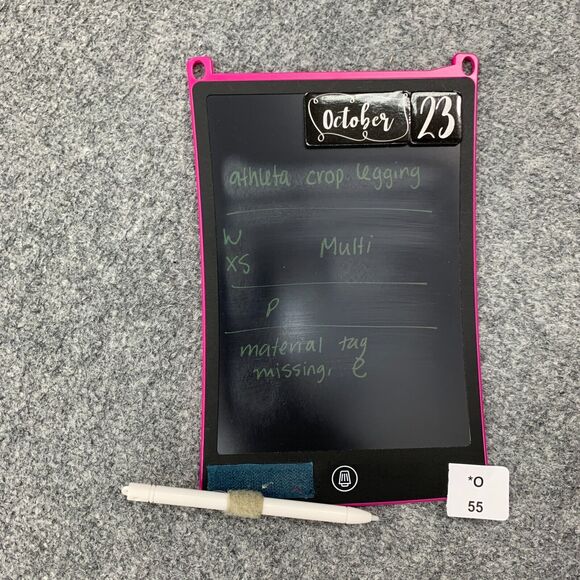 October 23
athleta crop legging
W Multi
XS
P
material tag
missing, e
*O
55